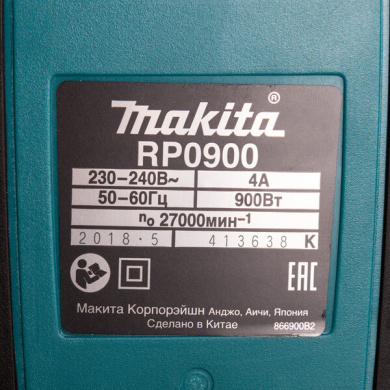 makita®
RP0900
230-240В~ 4А
50-60Гц 900Вт
n₀ 27000мин⁻¹
2018.5 413638 K
EAC
Макита Корпорэйшн Анджо, Аичи, Япония
Сделано в Китае 866900B2